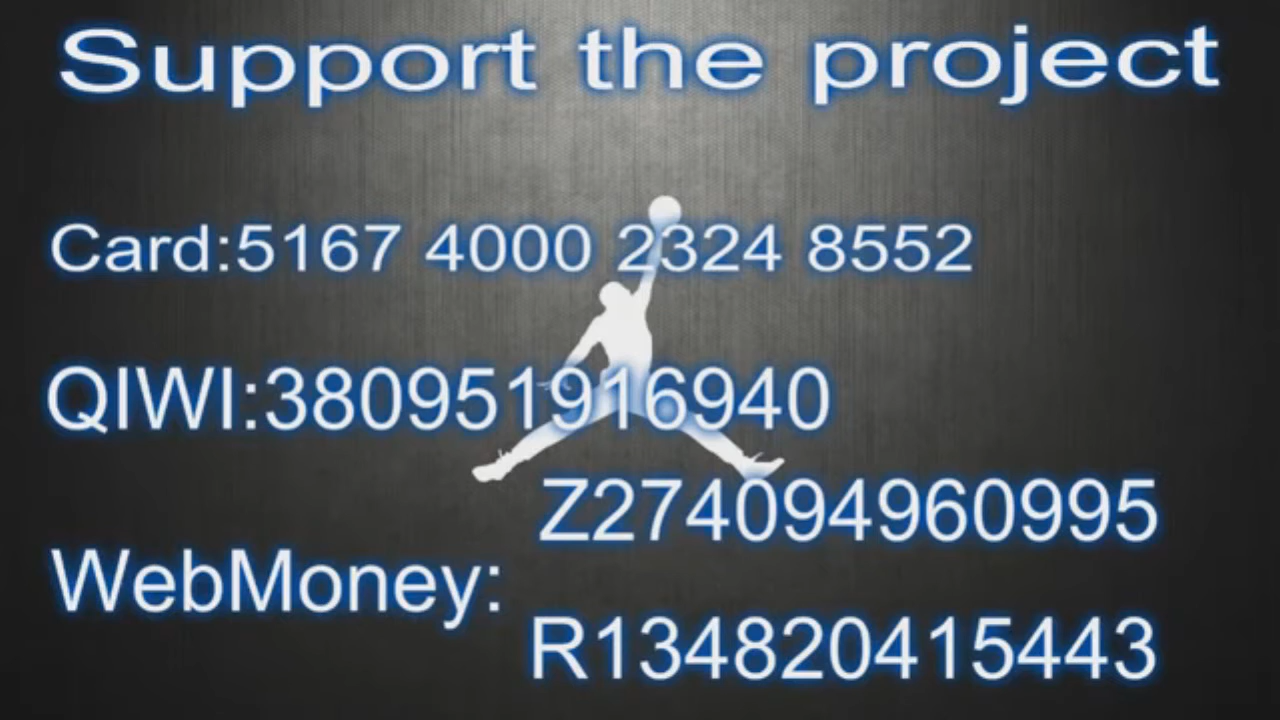 Support the project
Card:5167 4000 2324 8552
QIWI:380951916940
Z274094960995
WebMoney:
R134820415443